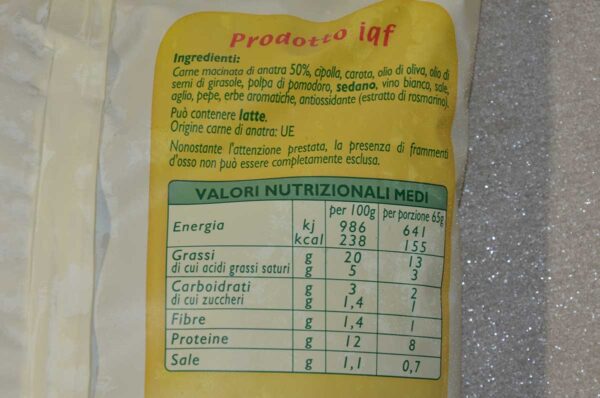 Prodotto iqf
Ingredienti:
Carne macinata di anatra 50%, cipolla, carota, olio di oliva, olio di
semi di girasole, polpa di pomodoro, sedano, vino bianco, sale,
aglio, pepe, erbe aromatiche, antiossidante (estratto di rosmarino).
Può contenere latte.
Origine carne di anatra: UE
Nonostante l'attenzione prestata, la presenza di frammenti
d'osso non può essere completamente esclusa.
VALORI NUTRIZIONALI MEDI
per 100g per porzione 65g
Energia kj 986 641
kcal 238 155
Grassi g 20 13
di cui acidi grassi saturi g 5 3
Carboidrati g 3 2
di cui zuccheri g 1,4 1
Fibre g 1,4 1
Proteine g 12 8
Sale g 1,1 0,7